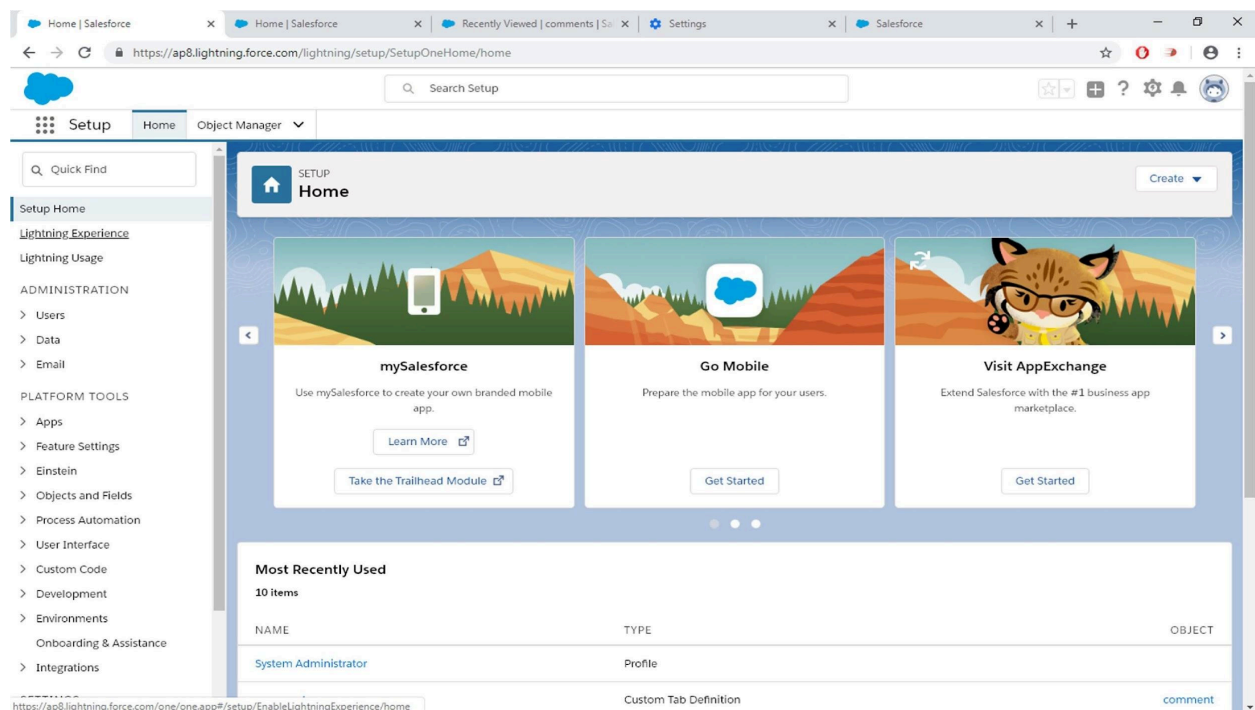 Home | Salesforce
Home | Salesforce
Recently Viewed | comments | Sa
Settings
Salesforce
https://ap8.lightning.force.com/lightning/setup/SetupOneHome/home
Search Setup
Setup
Home
Object Manager
Quick Find
SETUP
Home
Create
Setup Home
Lightning Experience
Lightning Usage
ADMINISTRATION
Users
Data
Email
PLATFORM TOOLS
Apps
Feature Settings
Einstein
Objects and Fields
Process Automation
User Interface
Custom Code
Development
Environments
Onboarding & Assistance
Integrations
mySalesforce
Use mySalesforce to create your own branded mobile
app.
Learn More
Take the Trailhead Module
Go Mobile
Prepare the mobile app for your users.
Get Started
Visit AppExchange
Extend Salesforce with the #1 business app
marketplace.
Get Started
Most Recently Used
10 items
NAME TYPE OBJECT
System Administrator Profile
Custom Tab Definition comment
https://ap8.lightning.force.com/one/one.app#/setup/EnableLightningExperience/home